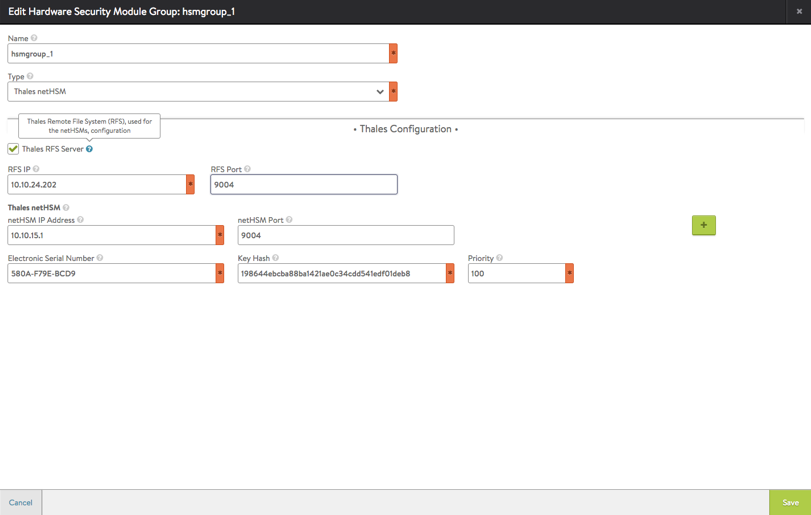 Edit Hardware Security Module Group: hsmgroup_1
Name
hsmgroup_1
Type
Thales netHSM
Thales Remote File System (RFS), used for
the netHSMs, configuration
• Thales Configuration •
Thales RFS Server
RFS IP
RFS Port
10.10.24.202
9004
Thales netHSM
netHSM IP Address
netHSM Port
10.10.15.1
9004
Electronic Serial Number
Key Hash
Priority
580A-F79E-BCD9
198644ebcba88ba1421ae0c34cdd541edf01deb8
100
Cancel
Save